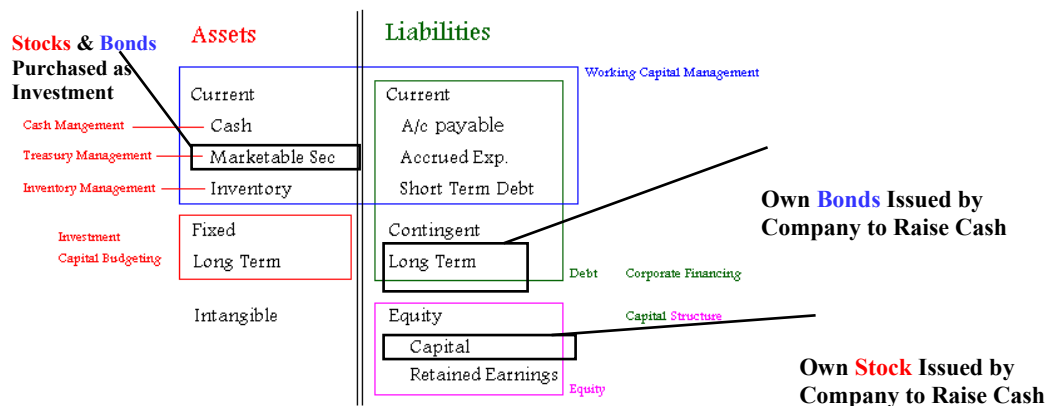 Assets
Liabilities
Stocks & Bonds
Purchased as
Investment
Working Capital Management
Current
Current
Cash Mangement
Cash
A/c payable
Treasury Management
Marketable Sec
Accrued Exp.
Inventory Management
Inventory
Short Term Debt
Own Bonds Issued by
Company to Raise Cash
Investment
Capital Budgeting
Fixed
Long Term
Contingent
Long Term
Debt
Corporate Financing
Intangible
Equity
Capital Structure
Capital
Retained Earnings
Equity
Own Stock Issued by
Company to Raise Cash